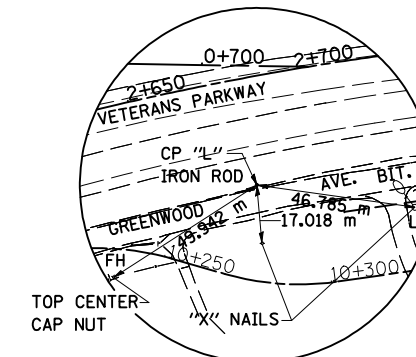 0+700
2+700
2+650
VETERANS PARKWAY
CP "L"
IRON ROD
AVE. BIT.
GREENWOOD
46.785 m
17.018 m
49.942 m
L
FH
10+250
10+300
TOP CENTER
CAP NUT
"X" NAILS